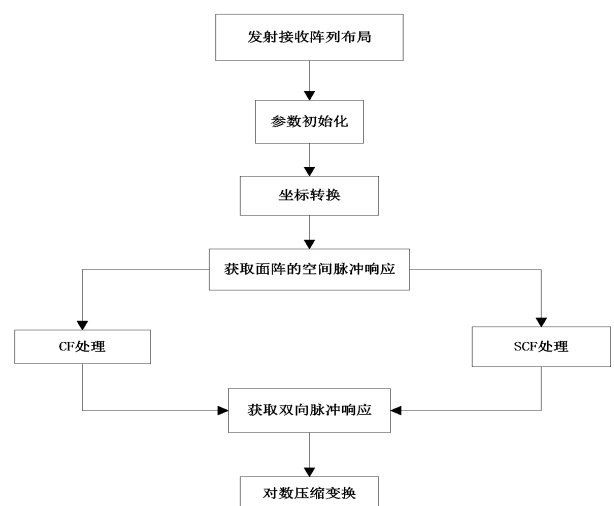 发射接收阵列布局
参数初始化
坐标转换
获取面阵的空间脉冲响应
CF处理
SCF处理
获取双向脉冲响应
对数压缩变换